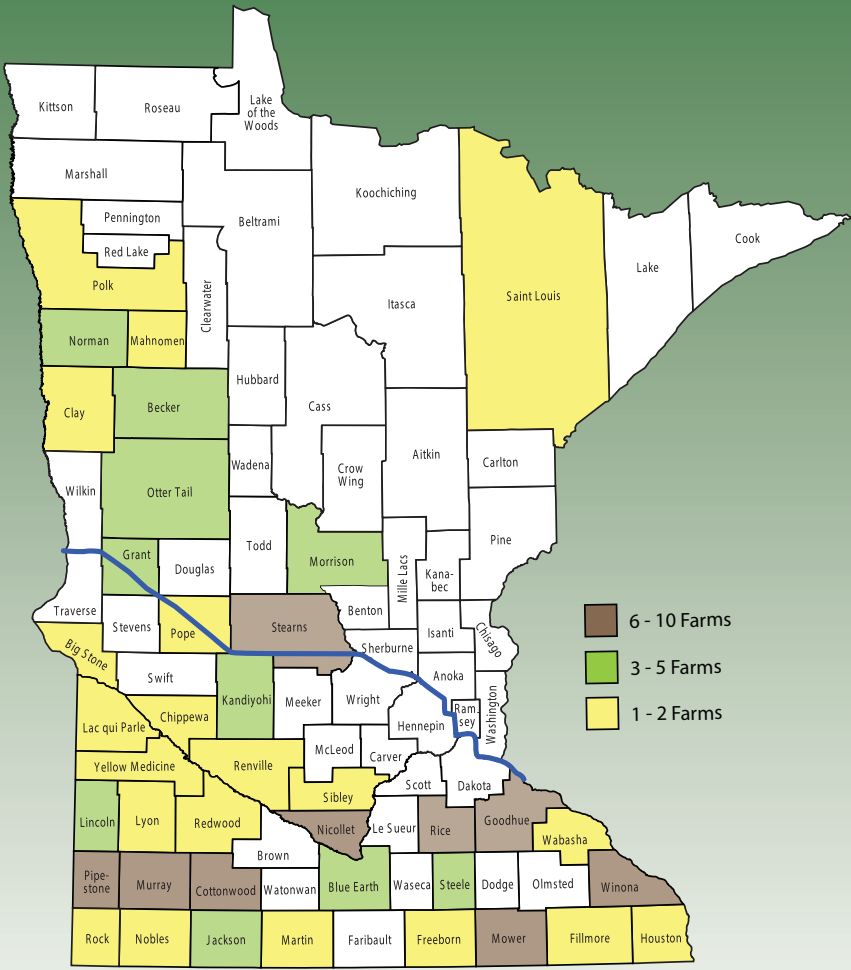 Kittson
Roseau
Lake
of the
Woods
Marshall
Koochiching
Pennington
Beltrami
Red Lake
Cook
Lake
Polk
Saint Louis
Clearwater
Itasca
Norman
Mahnomen
Hubbard
Cass
Becker
Clay
Aitkin
Wadena
Crow
Wing
Carlton
Wilkin
Otter Tail
Pine
Todd
Grant
Douglas
Morrison
Mille Lacs
Kana-
bec
Traverse
Benton
Stevens
Pope
Stearns
Isanti
Chisago
Sherburne
Big Stone
Swift
Anoka
Kandiyohi
Meeker
Wright
Washington
Ram-
sey
Lac qui Parle
Chippewa
Hennepin
McLeod
Carver
Yellow Medicine
Renville
Scott
Dakota
Sibley
Lincoln
Lyon
Redwood
Nicollet
Le Sueur
Rice
Goodhue
Wabasha
Brown
Pipe-
stone
Murray
Cottonwood
Watonwan
Blue Earth
Waseca
Steele
Dodge
Olmsted
Winona
Rock
Nobles
Jackson
Martin
Faribault
Freeborn
Mower
Fillmore
Houston
6 - 10 Farms
3 - 5 Farms
1 - 2 Farms